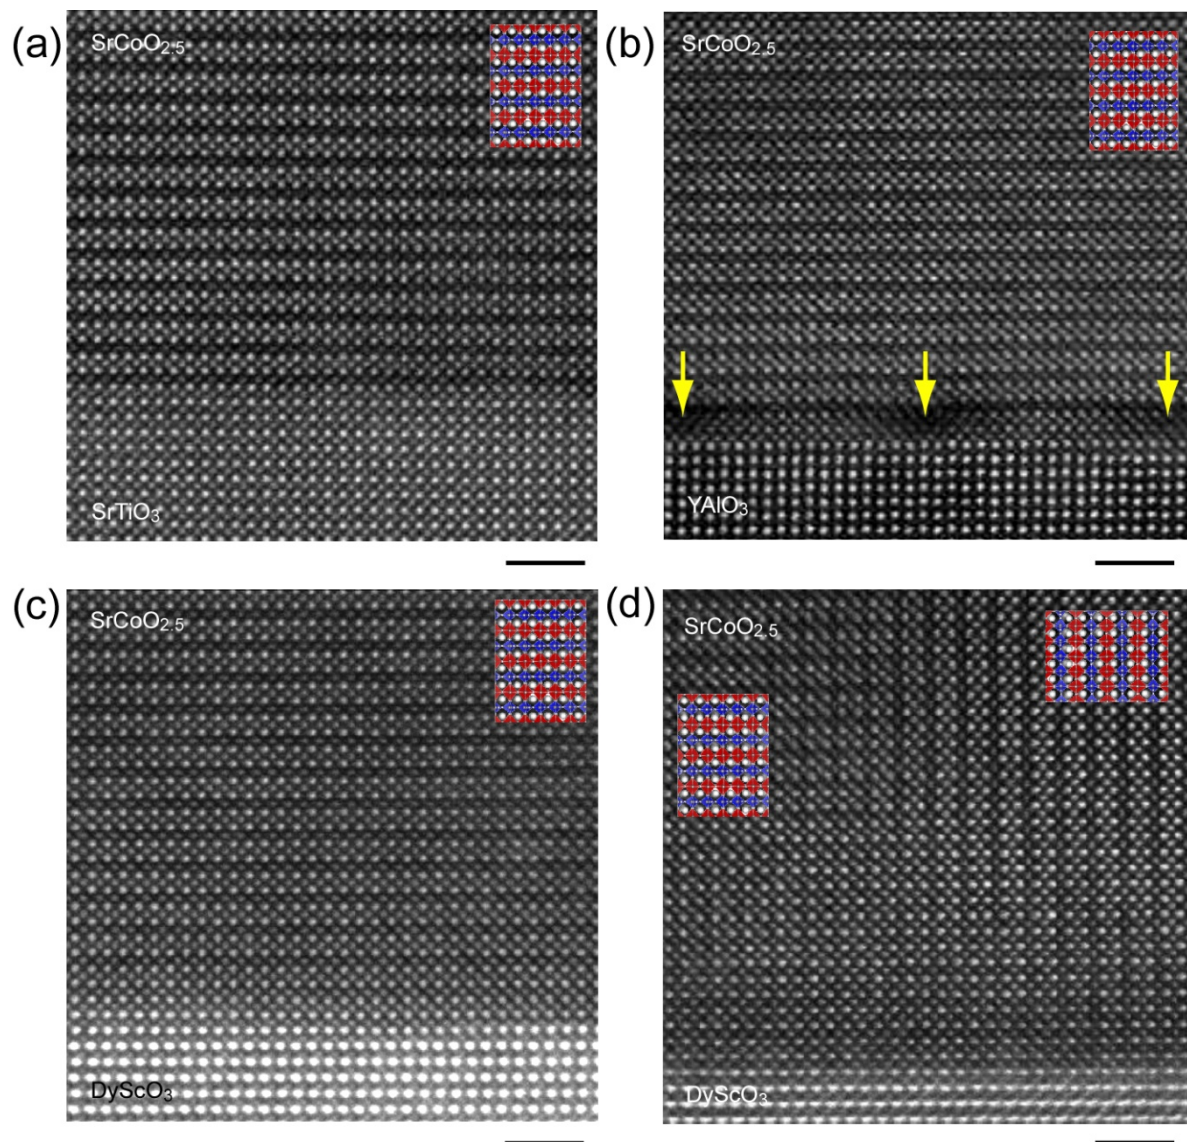 (a)
SrCoO₂.₅
SrTiO₃
(b)
SrCoO₂.₅
YAlO₃
(c)
SrCoO₂.₅
DyScO₃
(d)
SrCoO₂.₅
DyScO₃